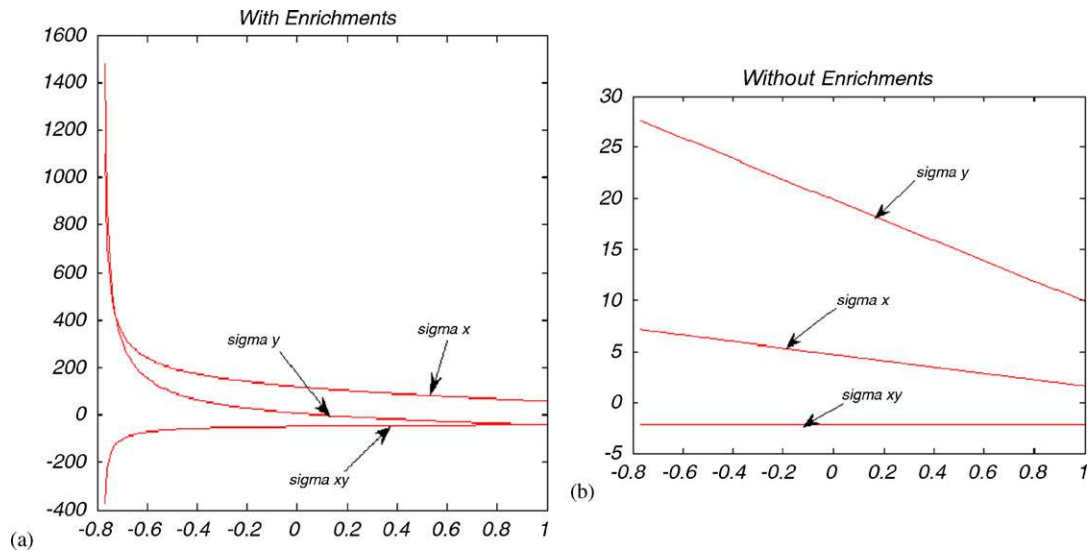 With Enrichments
1600
1400
1200
1000
800
600
400
200
0
-200
-400
sigma y
sigma x
sigma xy
-0.8 -0.6 -0.4 -0.2 0 0.2 0.4 0.6 0.8 1
(a)
Without Enrichments
30
25
20
15
10
5
0
-5
sigma y
sigma x
sigma xy
-0.8 -0.6 -0.4 -0.2 0 0.2 0.4 0.6 0.8 1
(b)